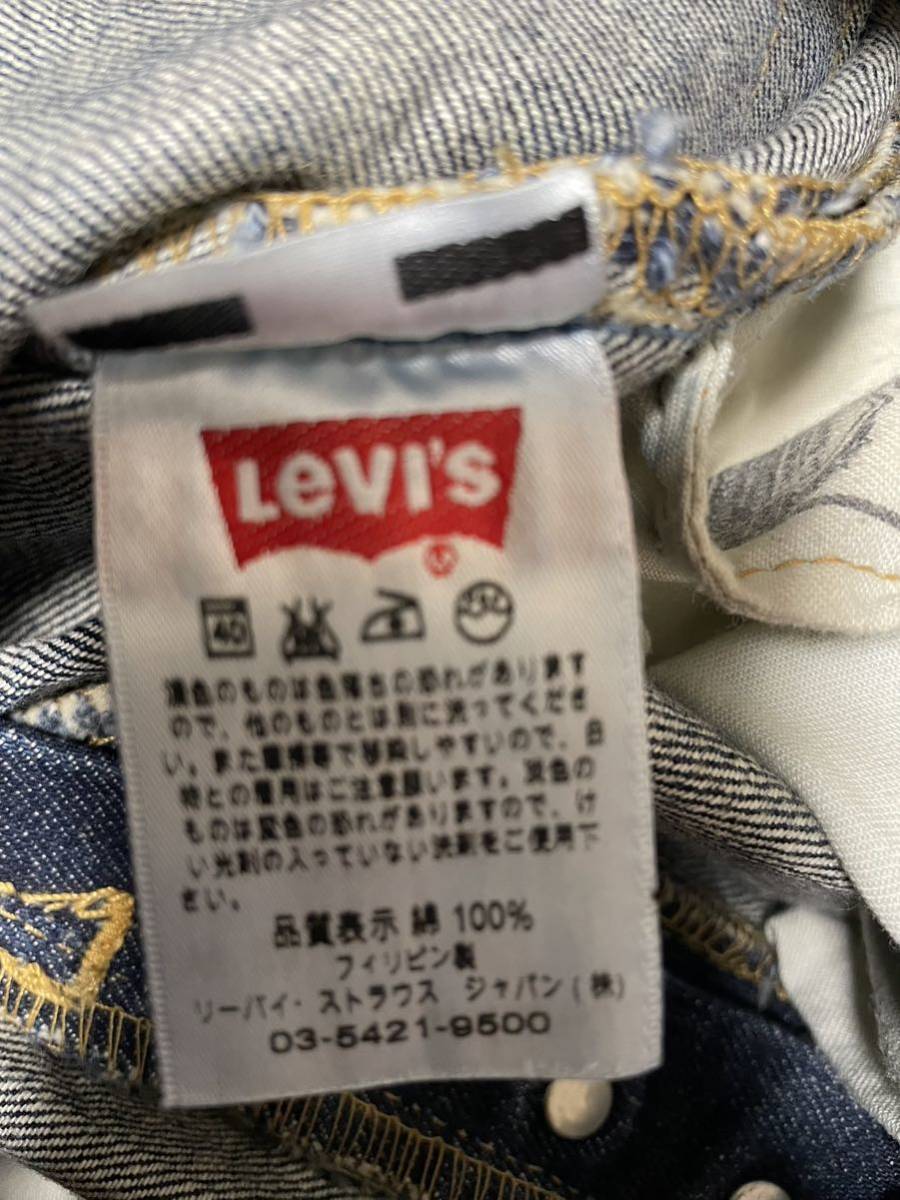 LEVI'S
40
濃色のものは色落ちの恐れがあります
ので、他のものとは別に洗ってくださ
い。また摩擦等で移染しやすいので、白
い物との着用はご注意願います。淡色の
ものは変色の恐れがありますので、け
い光剤の入っていない洗剤をご使用下
さい。
品質表示 綿 100%
フィリピン製
リーバイ・ストラウス ジャパン(株)
03-5421-9500